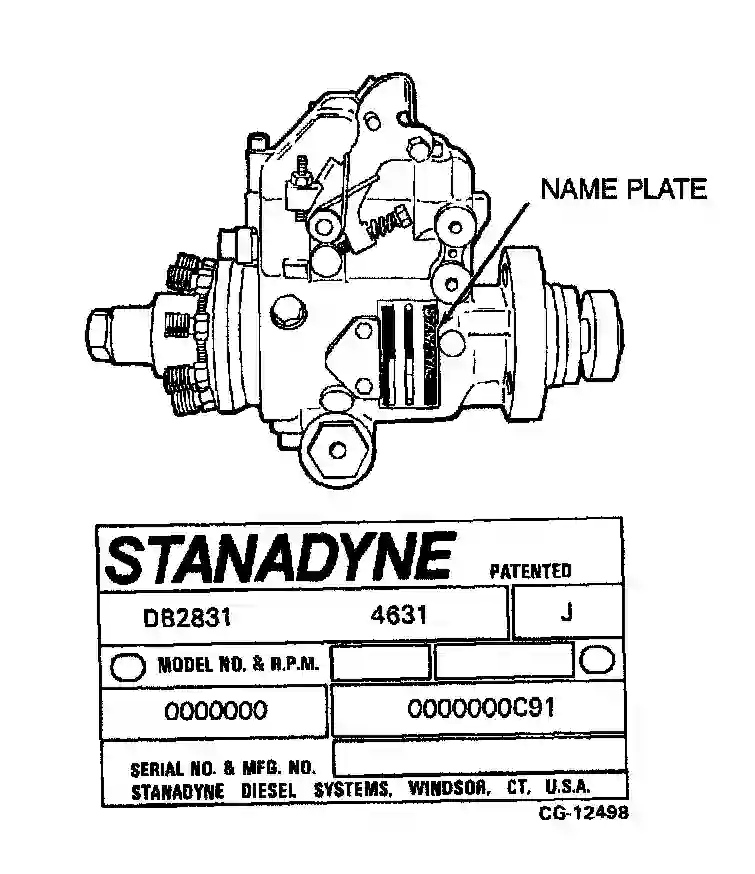 NAME PLATE
STANADYNE PATENTED
DB2831 4631 J
MODEL NO. & R.P.M.
0000000 0000000C91
SERIAL NO. & MFG. NO.
STANADYNE DIESEL SYSTEMS, WINDSOR, CT, U.S.A.
CG-12498